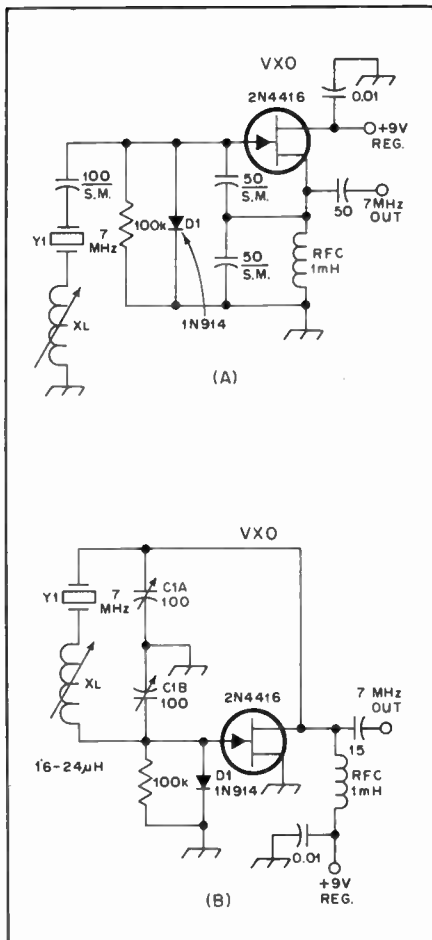 VXO
2N4416
0.01
+9V
REG.
100
S.M.
50
S.M.
50
7MHz
OUT
Y1
7
MHz
100k
D1
50
S.M.
RFC
1mH
XL
1N914
(A)
VXO
Y1
7
MHz
C1A
100
XL
C1B
100
2N4416
7 MHz
OUT
15
16-24µH
100k
D1
1N914
RFC
1mH
0.01
+9V
REG.
(B)